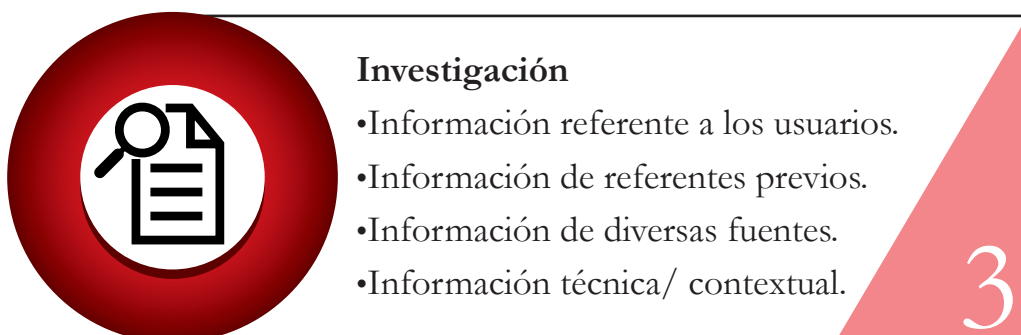 Investigación
•Información referente a los usuarios.
•Información de referentes previos.
•Información de diversas fuentes.
•Información técnica/ contextual.
3